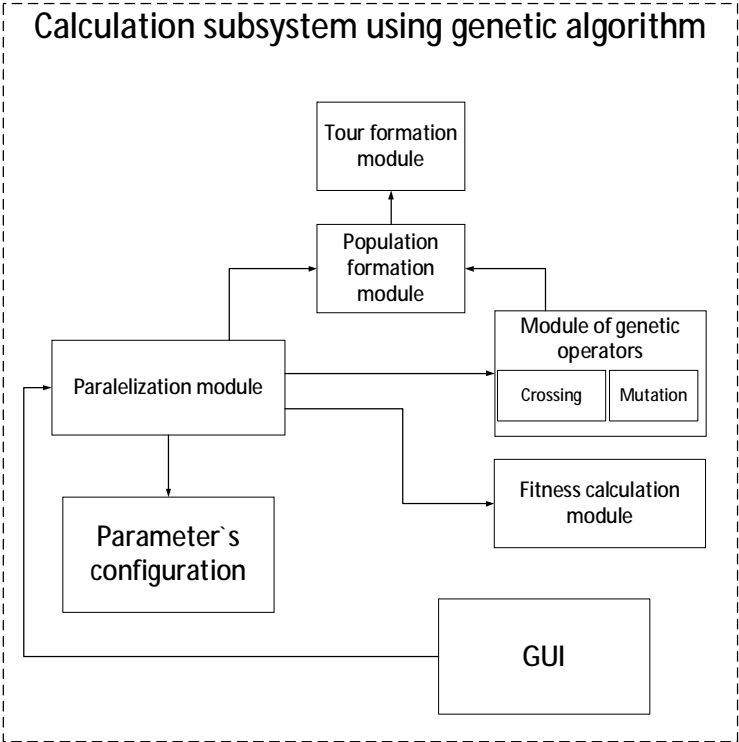 Calculation subsystem using genetic algorithm
Tour formation
module
Population
formation
module
Module of genetic
operators
Crossing
Mutation
Paralelization module
Fitness calculation
module
Parameter`s
configuration
GUI